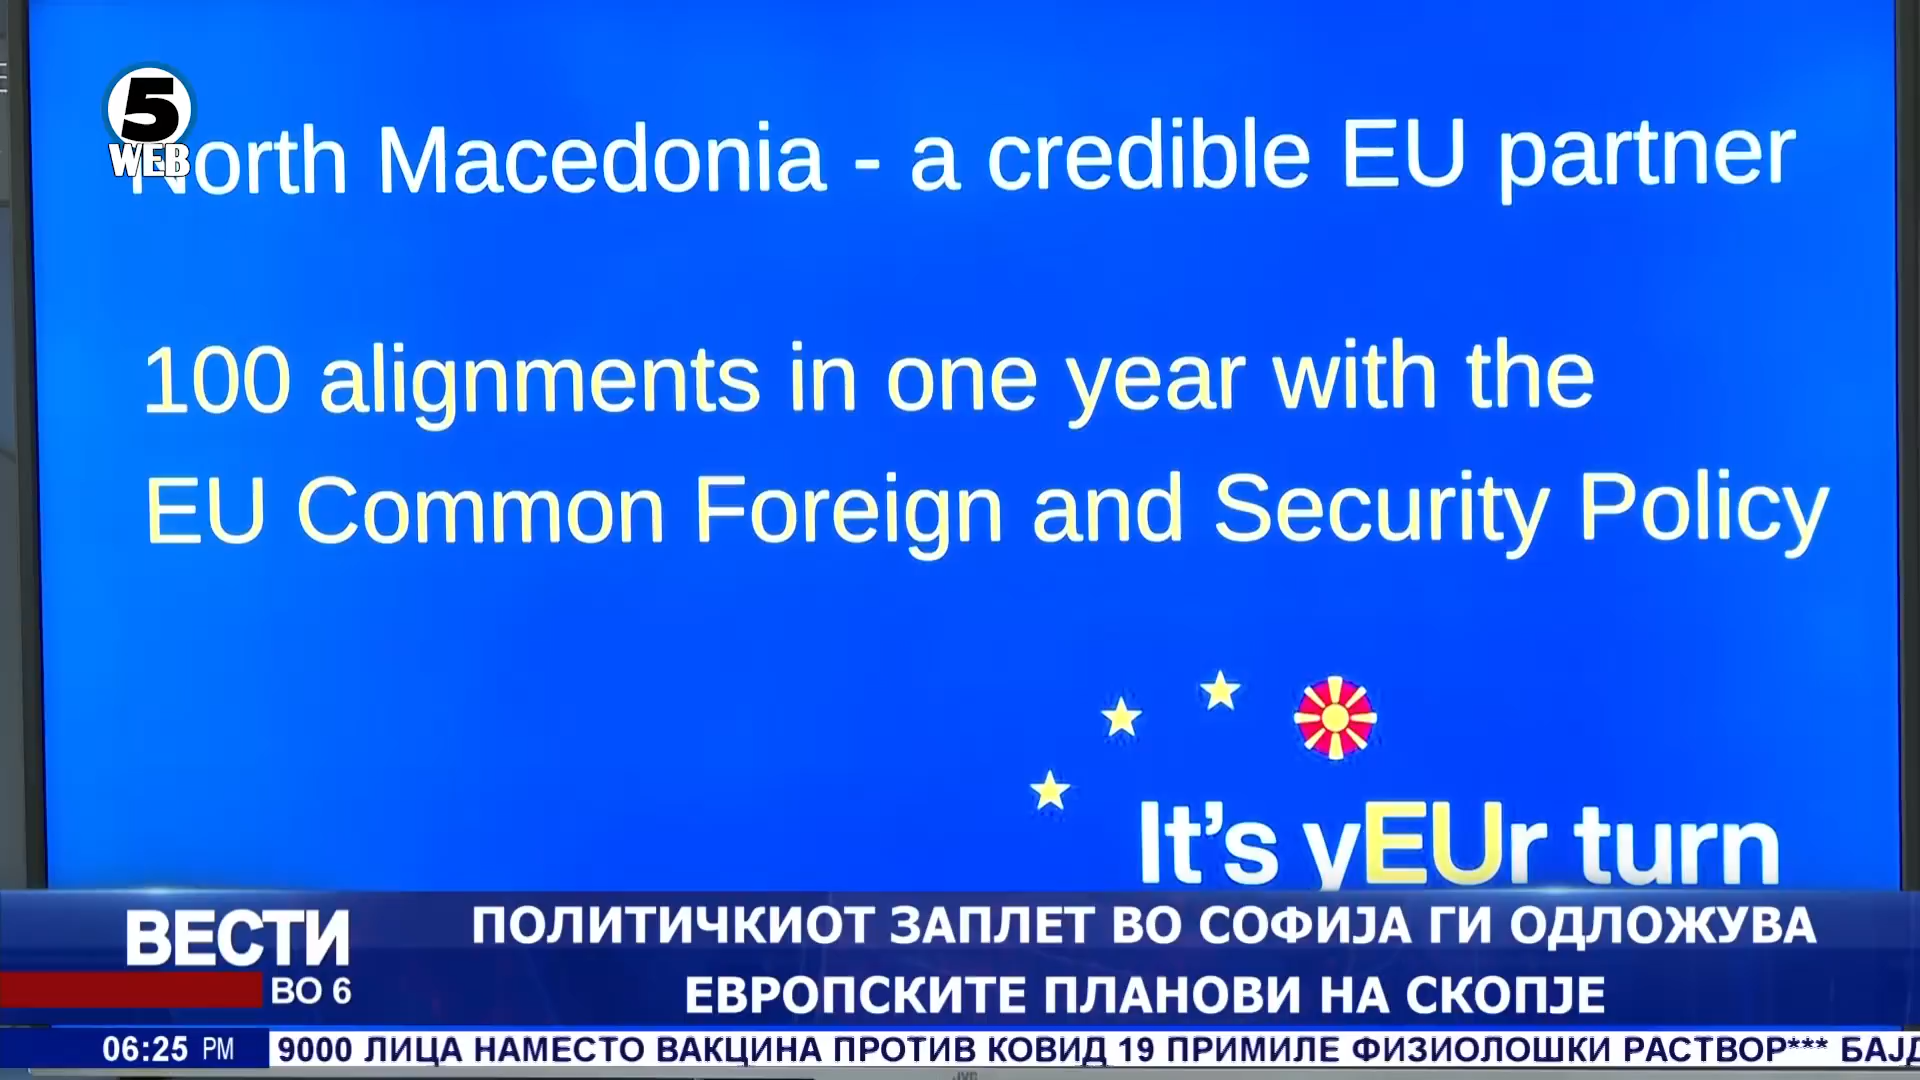 5
WEB
North Macedonia - a credible EU partner
100 alignments in one year with the
EU Common Foreign and Security Policy
It's yEUr turn
ВЕСТИ
ВО 6
ПОЛИТИЧКИОТ ЗАПЛЕТ ВО СОФИЈА ГИ ОДЛОЖУВА
ЕВРОПСКИТЕ ПЛАНОВИ НА СКОПЈЕ
06:25 PM
9000 ЛИЦА НАМЕСТО ВАКЦИНА ПРОТИВ КОВИД 19 ПРИМИЛЕ ФИЗИОЛОШКИ РАСТВОР***